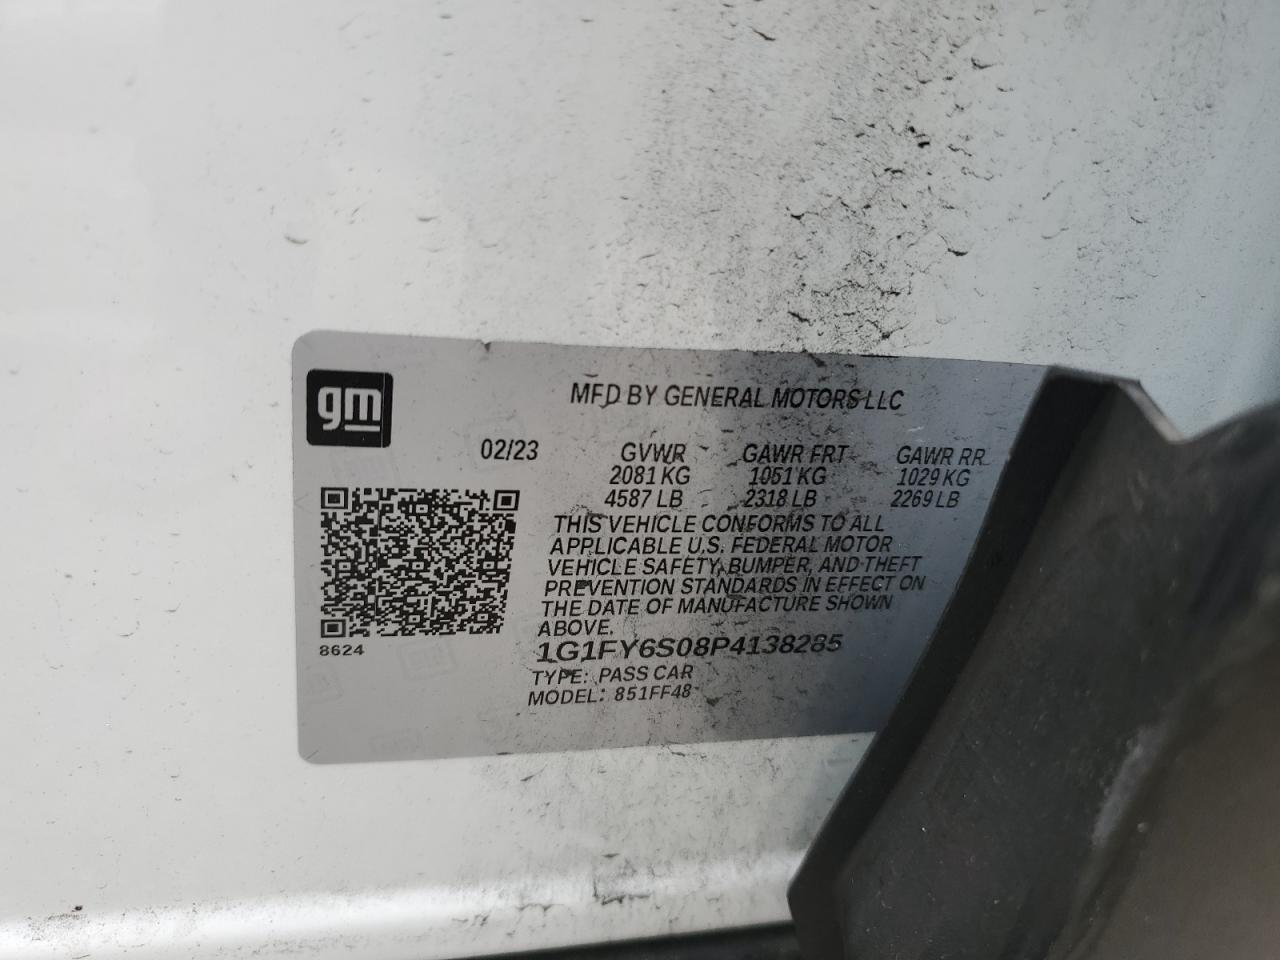 gm
MFD BY GENERAL MOTORS LLC
02/23 GVWR GAWR FRT GAWR RR
2081 KG 1051 KG 1029 KG
4587 LB 2318 LB 2269 LB
THIS VEHICLE CONFORMS TO ALL
APPLICABLE U.S. FEDERAL MOTOR
VEHICLE SAFETY, BUMPER, AND THEFT
PREVENTION STANDARDS IN EFFECT ON
THE DATE OF MANUFACTURE SHOWN
ABOVE.
8624
1G1FY6S08P4138285
TYPE: PASS CAR
MODEL: 851FF48